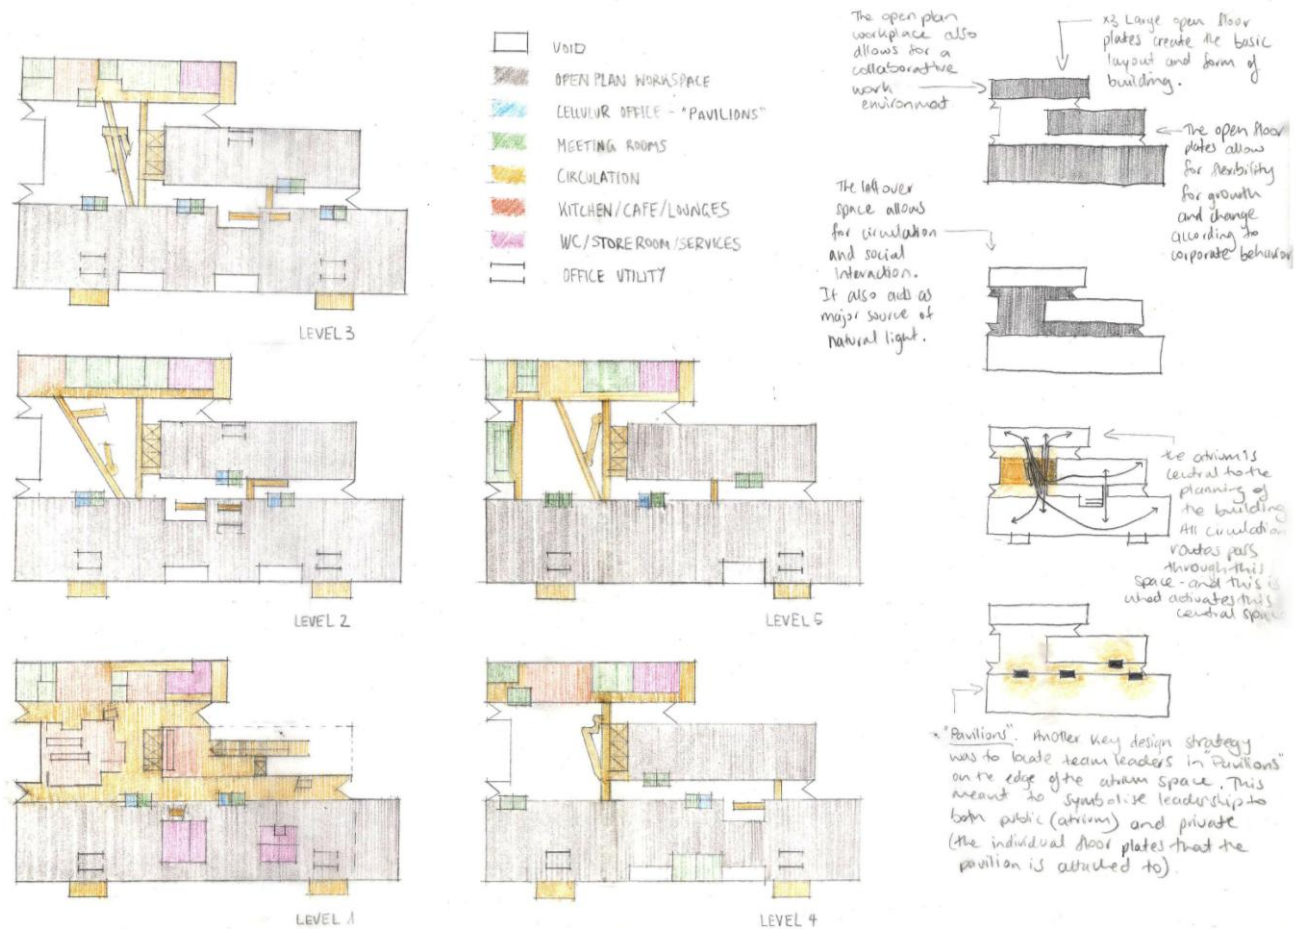 VOID
OPEN PLAN WORKSPACE
CELLULUR OFFICE - "PAVILIONS"
MEETING ROOMS
CIRCULATION
KITCHEN/CAFE/LOUNGES
WC/STOREROOM/SERVICES
OFFICE UTILITY
LEVEL 3
LEVEL 2
LEVEL 5
LEVEL 1
LEVEL 4
The open plan
workplace also
allows for a
collaborative
work
environment
x3 Large open floor
plates create the basic
layout and form of
building.
The open floor
plates allow
for flexibility
for growth
and change
according to
corporate behavior
The left over
space allows
for circulation
and social
interaction.
It also acts as
major source of
natural light.
the atrium is
central to the
planning of
the building
All circulation
routes pass
through this
space - and this is
what activates this
central space
"Pavilions". Another key design strategy
was to locate team leaders in "Pavilions"
on the edge of the atrium space. This
meant to symbolise leadership to
both public (atrium) and private
(the individual floor plates that the
pavilion is attached to).